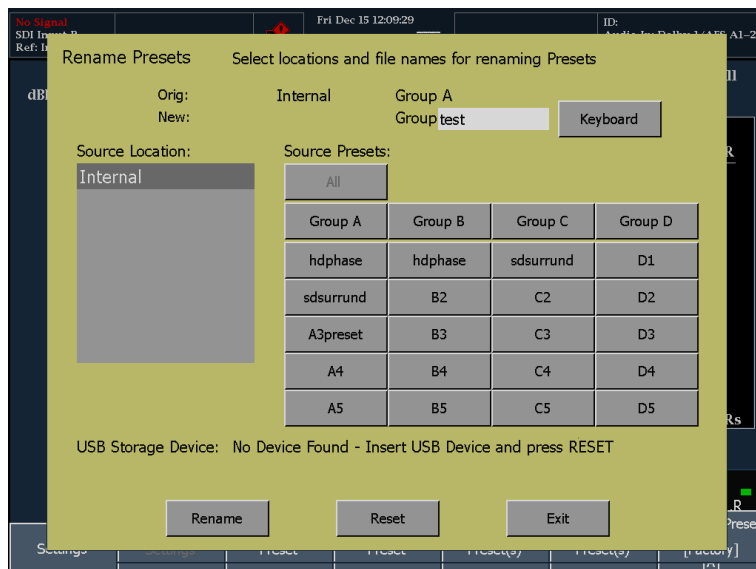 No Signal
Fri Dec 15 12:09:29
ID:
Rename Presets
Select locations and file names for renaming Presets
Orig: Internal Group A
New: Group test
Keyboard
Source Location:
Source Presets:
Internal
All
Group A Group B Group C Group D
hdphase hdphase sdsurrund D1
sdsurrund B2 C2 D2
A3preset B3 C3 D3
A4 B4 C4 D4
A5 B5 C5 D5
Rs
USB Storage Device: No Device Found - Insert USB Device and press RESET
Rename Reset Exit